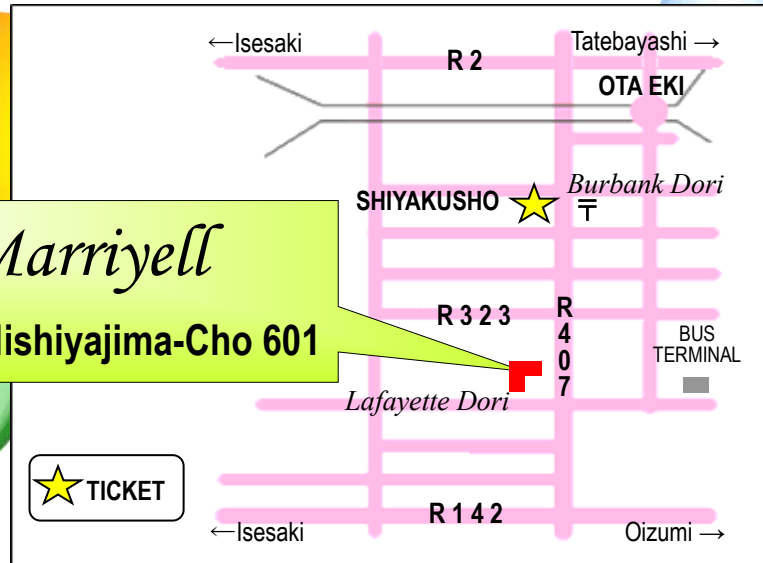 ←Isesaki
Tatebayashi →
R 2
OTA EKI
Burbank Dori
SHIYAKUSHO
〒
Marriyell
ishiyajima-Cho 601
R 3 2 3
R
4
0
7
BUS
TERMINAL
Lafayette Dori
TICKET
R 1 4 2
←Isesaki
Oizumi →